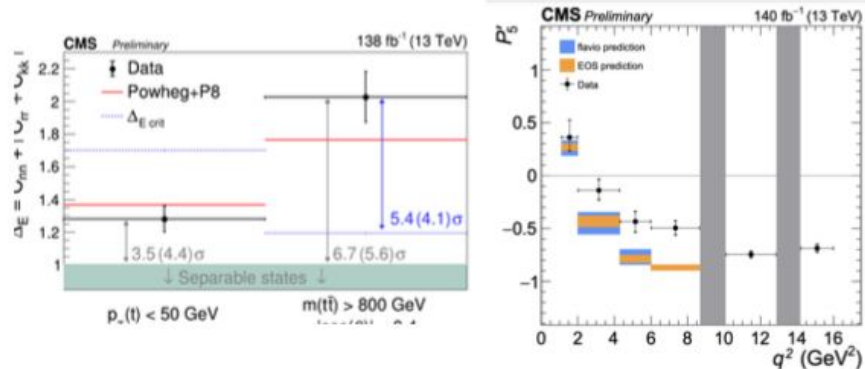 CMS Preliminary 138 fb⁻¹ (13 TeV)
2.2
2
1.8
1.6
1.4
1.2
1
Data
Powheg+P8
Δ_E crit
3.5(4.4)σ
6.7(5.6)σ
5.4(4.1)σ
↓ Separable states ↓
p (t) < 50 GeV
m(tt̄) > 800 GeV
CMS Preliminary 140 fb⁻¹ (13 TeV)
P₅′
flavio prediction
EOS prediction
Data
1
0.5
0
−0.5
−1
0 2 4 6 8 10 12 14 16
q² (GeV²)